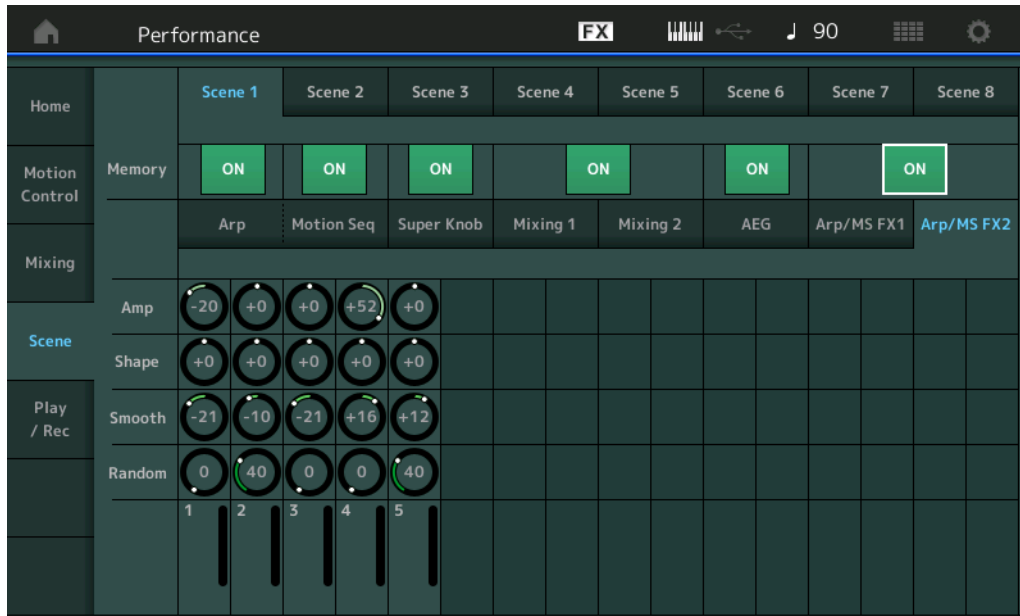 Performance FX 90
Scene 1 Scene 2 Scene 3 Scene 4 Scene 5 Scene 6 Scene 7 Scene 8
Home
Memory ON ON ON ON ON ON
Motion
Control
Arp Motion Seq Super Knob Mixing 1 Mixing 2 AEG Arp/MS FX1 Arp/MS FX2
Mixing
Amp -20 +0 +0 +52 +0
Scene
Shape +0 +0 +0 +0 +0
Play
/ Rec
Smooth -21 -10 -21 +16 +12
Random 0 40 0 0 40
1 2 3 4 5